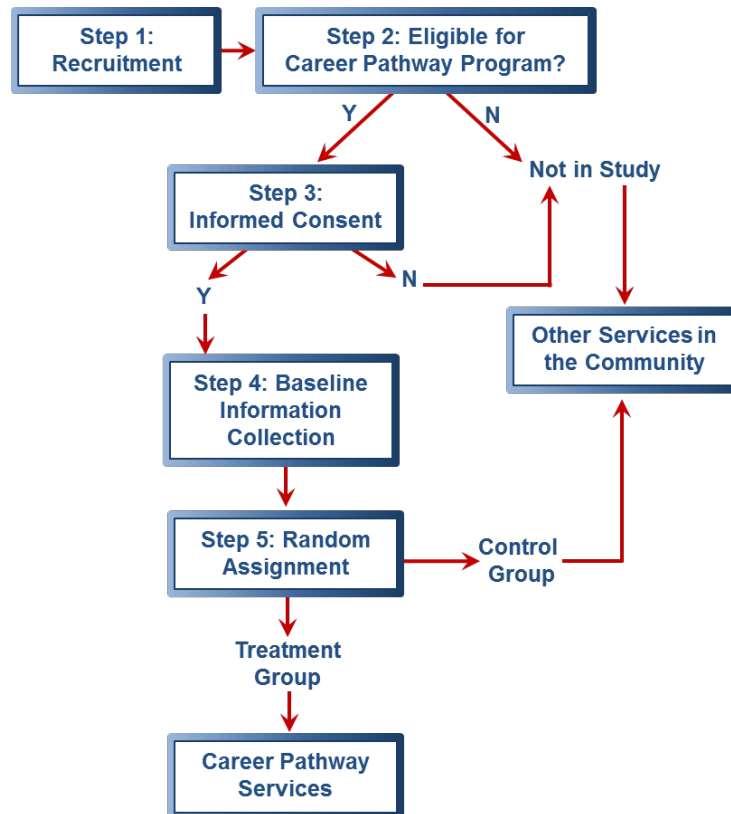 Step 1:
Recruitment
Step 2: Eligible for
Career Pathway Program?
Y
N
Not in Study
Step 3:
Informed Consent
Y
N
Other Services in
the Community
Step 4: Baseline
Information
Collection
Step 5: Random
Assignment
Control
Group
Treatment
Group
Career Pathway
Services